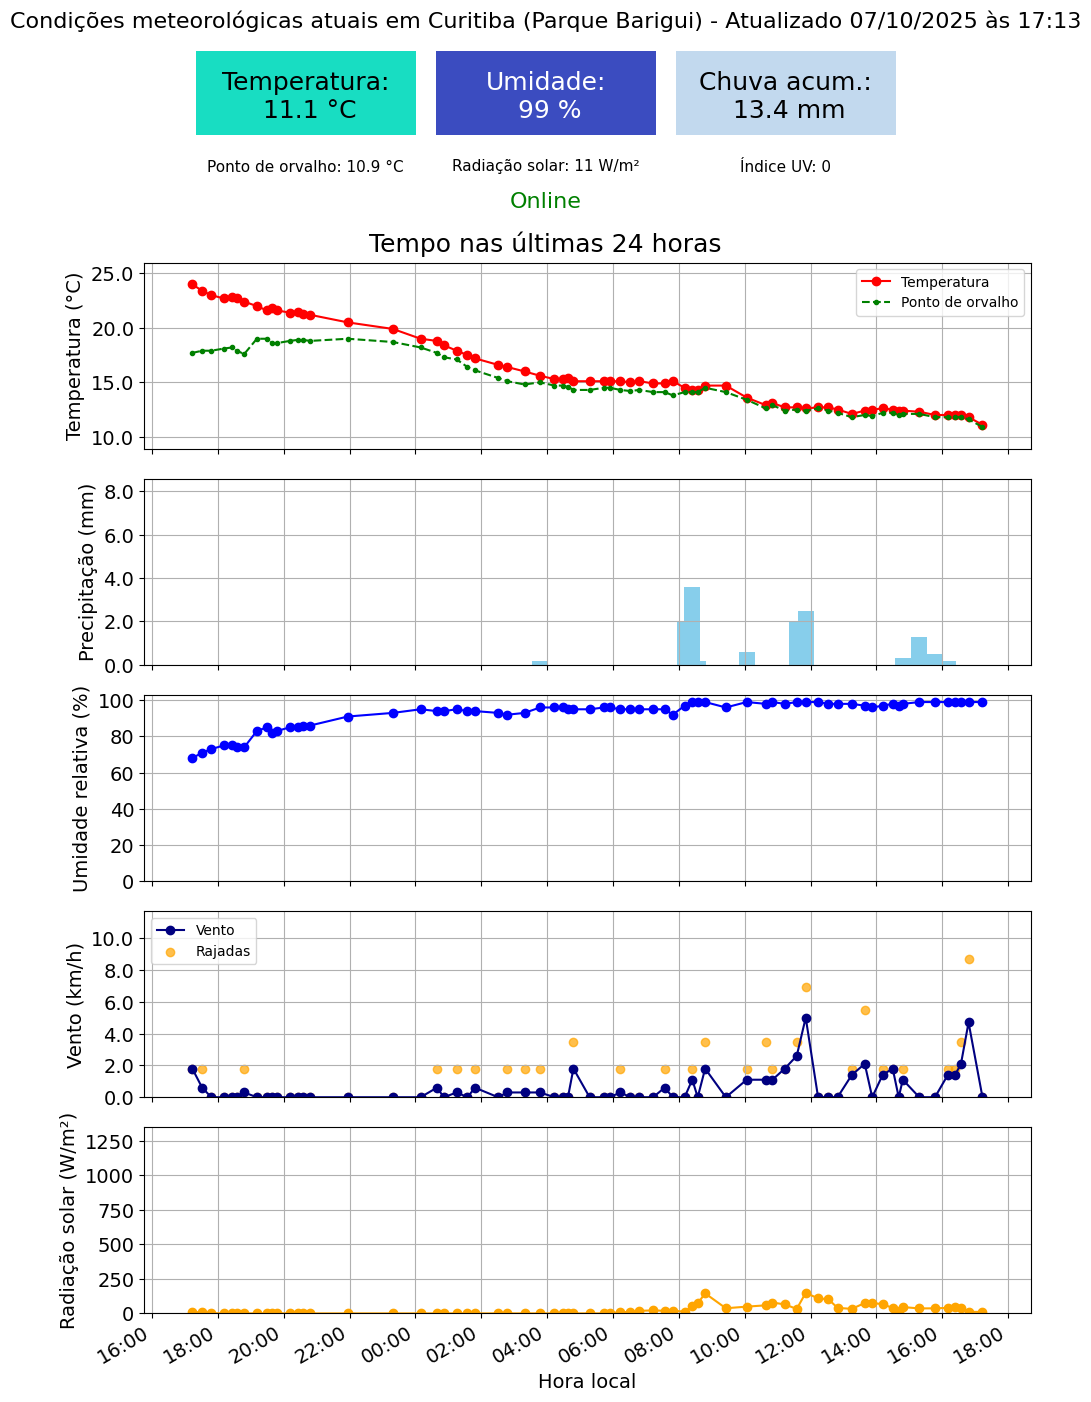 Condições meteorológicas atuais em Curitiba (Parque Barigui) - Atualizado 07/10/2025 às 17:13
Temperatura:
11.1 °C
Umidade:
99 %
Chuva acum.:
13.4 mm
Ponto de orvalho: 10.9 °C
Radiação solar: 11 W/m²
Índice UV: 0
Online
Tempo nas últimas 24 horas
Temperatura (°C)
25.0
20.0
15.0
10.0
Temperatura
Ponto de orvalho
Precipitação (mm)
8.0
6.0
4.0
2.0
0.0
Umidade relativa (%)
100
80
60
40
20
0
Vento (km/h)
10.0
8.0
6.0
4.0
2.0
0.0
Vento
Rajadas
Radiação solar (W/m²)
1250
1000
750
500
250
0
16:00
18:00
20:00
22:00
00:00
02:00
04:00
06:00
08:00
10:00
12:00
14:00
16:00
18:00
Hora local